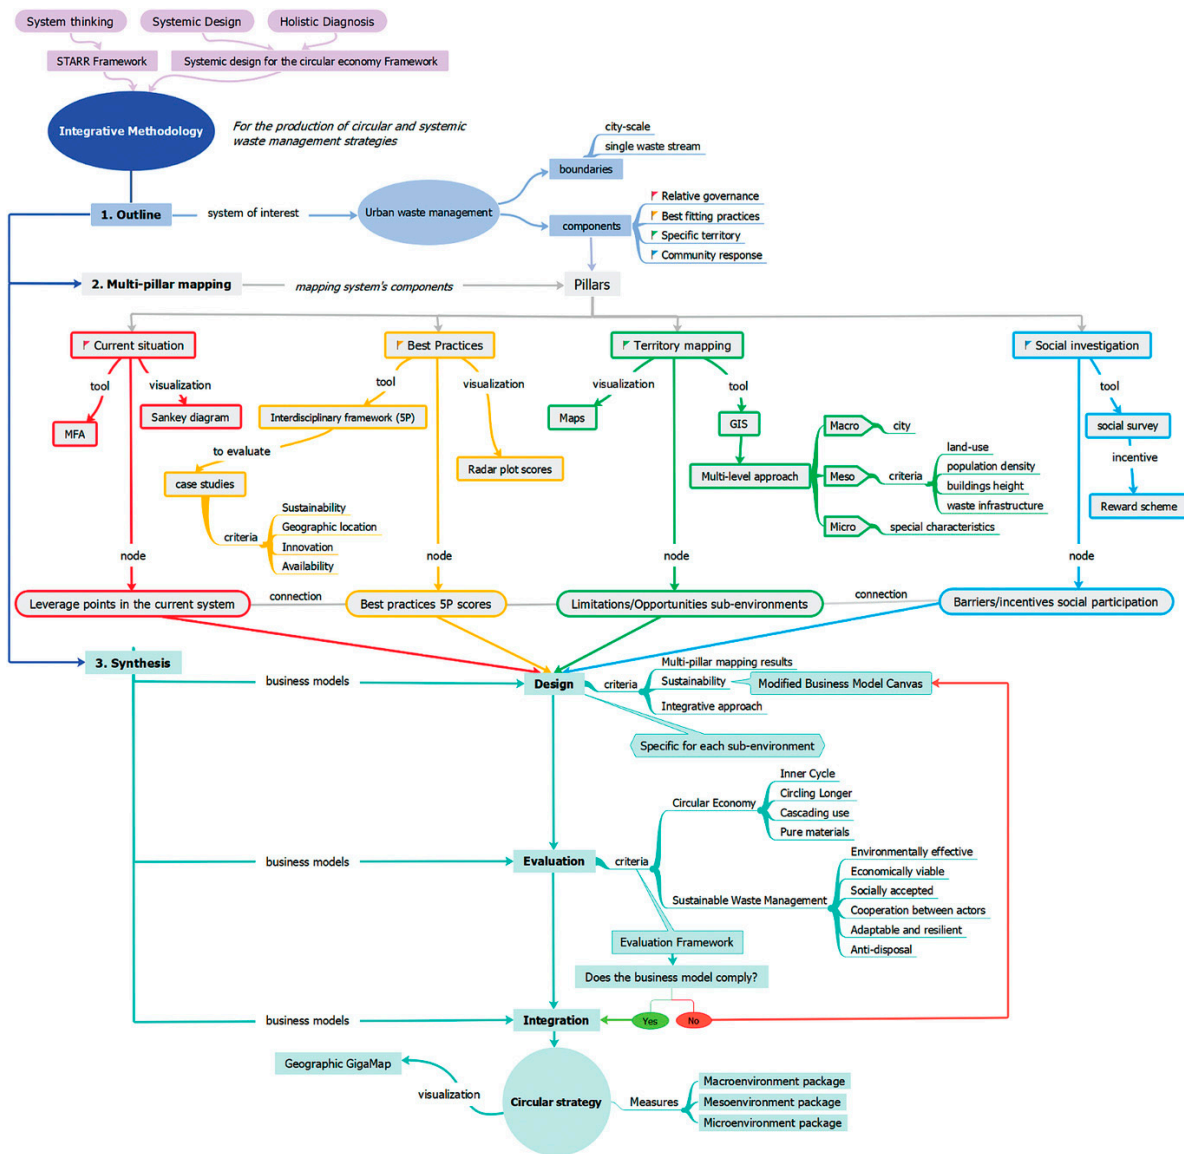 System thinking
Systemic Design
Holistic Diagnosis
STARR Framework
Systemic design for the circular economy Framework
Integrative Methodology
For the production of circular and systemic
waste management strategies
city-scale
single waste stream
boundaries
1. Outline
system of interest
Urban waste management
components
Relative governance
Best fitting practices
Specific territory
Community response
2. Multi-pillar mapping
mapping system's components
Pillars
Current situation
Best Practices
Territory mapping
Social investigation
tool
visualization
tool
visualization
visualization
tool
tool
MFA
Sankey diagram
Interdisciplinary framework (5P)
Radar plot scores
Maps
GIS
social survey
to evaluate
case studies
criteria
Sustainability
Geographic location
Innovation
Availability
Multi-level approach
Macro
city
Meso
criteria
land-use
population density
buildings height
waste infrastructure
Micro
special characteristics
incentive
Reward scheme
node
node
node
node
Leverage points in the current system
connection
Best practices 5P scores
Limitations/Opportunities sub-environments
connection
Barriers/incentives social participation
3. Synthesis
business models
Design
criteria
Multi-pillar mapping results
Sustainability
Modified Business Model Canvas
Integrative approach
Specific for each sub-environment
business models
Evaluation
criteria
Circular Economy
Inner Cycle
Circling Longer
Cascading use
Pure materials
Sustainable Waste Management
Environmentally effective
Economically viable
Socially accepted
Cooperation between actors
Adaptable and resilient
Anti-disposal
Evaluation Framework
Does the business model comply?
Yes
No
business models
Integration
Geographic GigaMap
visualization
Circular strategy
Measures
Macroenvironment package
Mesoenvironment package
Microenvironment package